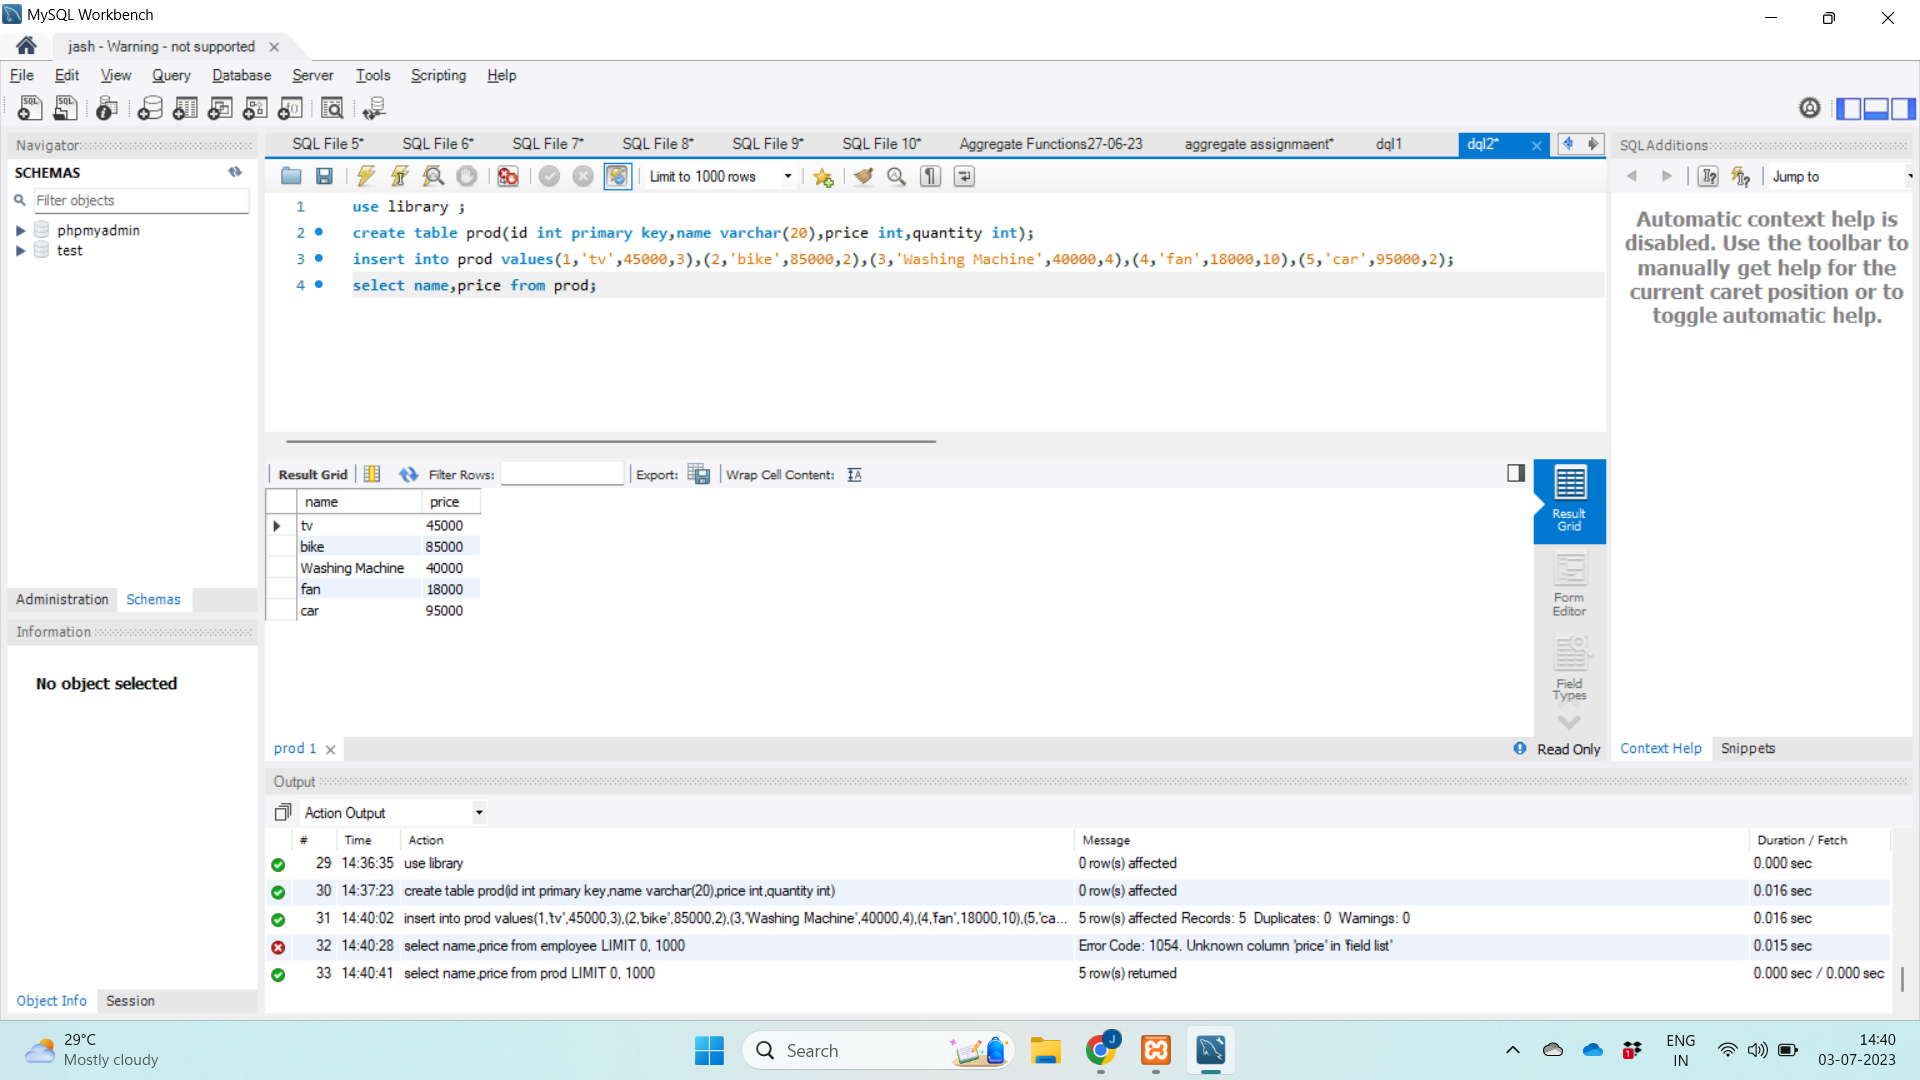 MySQL Workbench
jash - Warning - not supported
File Edit View Query Database Server Tools Scripting Help
Navigator
SCHEMAS
Filter objects
phpmyadmin
test
Administration Schemas
Information
No object selected
Object Info Session
SQL File 5* SQL File 6* SQL File 7* SQL File 8* SQL File 9* SQL File 10* Aggregate Functions27-06-23 aggregate assignmaent* dql1 dql2*
Limit to 1000 rows
1 use library ;
2 create table prod(id int primary key,name varchar(20),price int,quantity int);
3 insert into prod values(1,'tv',45000,3),(2,'bike',85000,2),(3,'Washing Machine',40000,4),(4,'fan',18000,10),(5,'car',95000,2);
4 select name,price from prod;
Result Grid Filter Rows: Export: Wrap Cell Content:
name price
tv 45000
bike 85000
Washing Machine 40000
fan 18000
car 95000
Result
Grid
Form
Editor
Field
Types
prod 1
Read Only
SQLAdditions
Jump to
Automatic context help is
disabled. Use the toolbar to
manually get help for the
current caret position or to
toggle automatic help.
Context Help Snippets
Output
Action Output
# Time Action Message Duration / Fetch
29 14:36:35 use library 0 row(s) affected 0.000 sec
30 14:37:23 create table prod(id int primary key,name varchar(20),price int,quantity int) 0 row(s) affected 0.016 sec
31 14:40:02 insert into prod values(1,'tv',45000,3),(2,'bike',85000,2),(3,'Washing Machine',40000,4),(4,'fan',18000,10),(5,'ca... 5 row(s) affected Records: 5 Duplicates: 0 Warnings: 0 0.016 sec
32 14:40:28 select name,price from employee LIMIT 0, 1000 Error Code: 1054. Unknown column 'price' in 'field list' 0.015 sec
33 14:40:41 select name,price from prod LIMIT 0, 1000 5 row(s) returned 0.000 sec / 0.000 sec
29°C
Mostly cloudy
Search
J
1
ENG
IN
14:40
03-07-2023